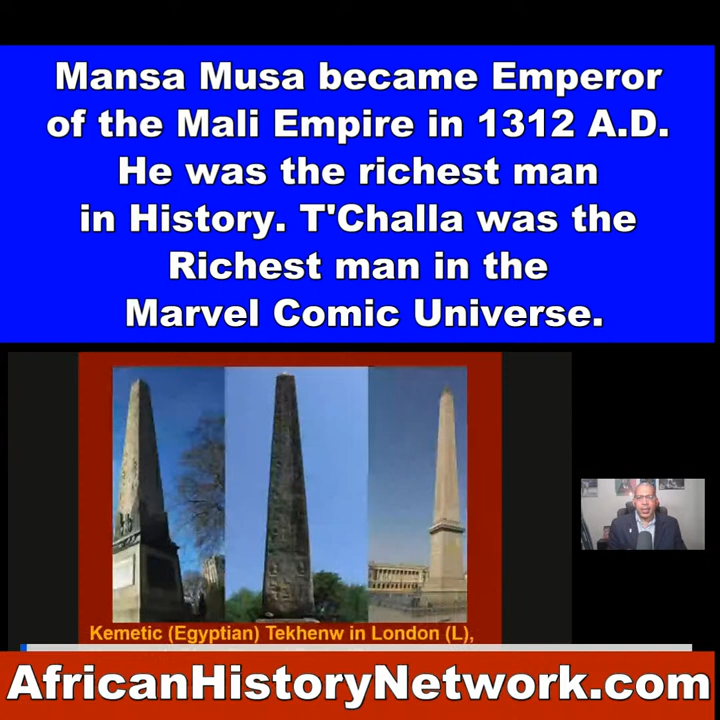 Mansa Musa became Emperor
of the Mali Empire in 1312 A.D.
He was the richest man
in History. T'Challa was the
Richest man in the
Marvel Comic Universe.
Kemetic (Egyptian) Tekhenw in London (L),
AfricanHistoryNetwork.com